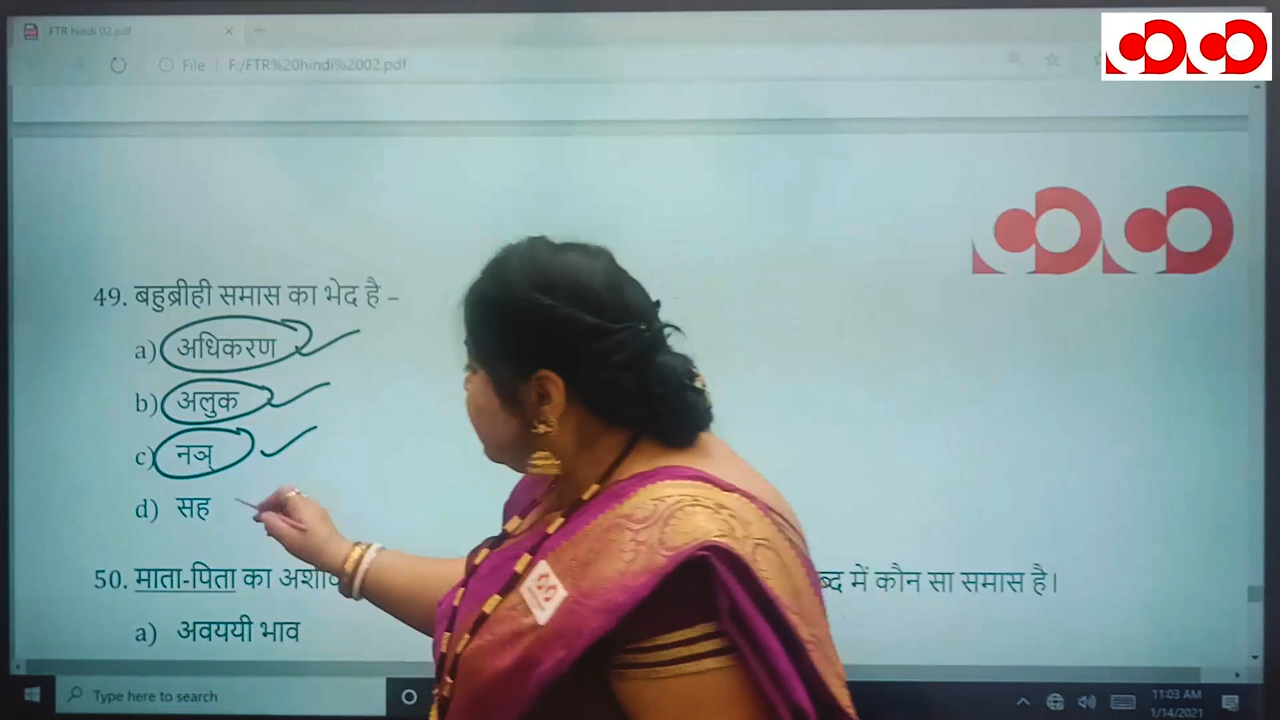 FTR hindi 02.pdf
File F:/FTR%20hindi%2002.pdf
49. बहुब्रीही समास का भेद है –
a) अधिकरण
b) अलुक
c) नञ्
d) सह
50. माता-पिता का में कौन सा समास है।
a) अवययी भाव
Type here to search
11:03 AM
1/14/2021